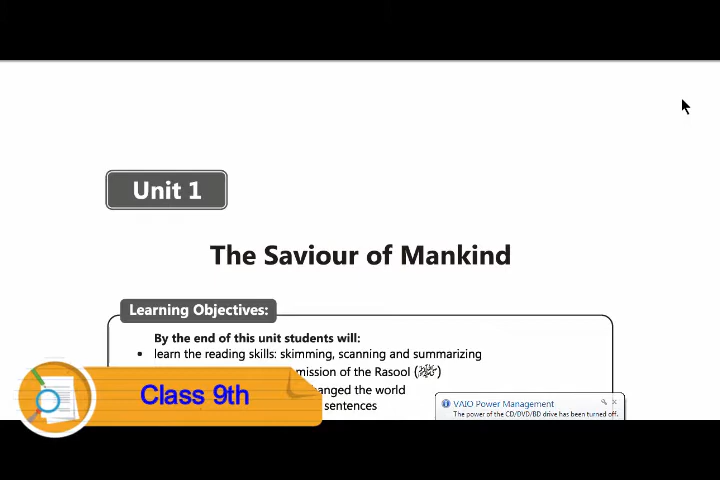 Unit 1
The Saviour of Mankind
Learning Objectives:
By the end of this unit students will:
• learn the reading skills: skimming, scanning and summarizing
mission of the Rasool (ﷺ)
hanged the world
sentences
Class 9th
VAIO Power Management
The power of the CD/DVD/BD drive has been turned off.